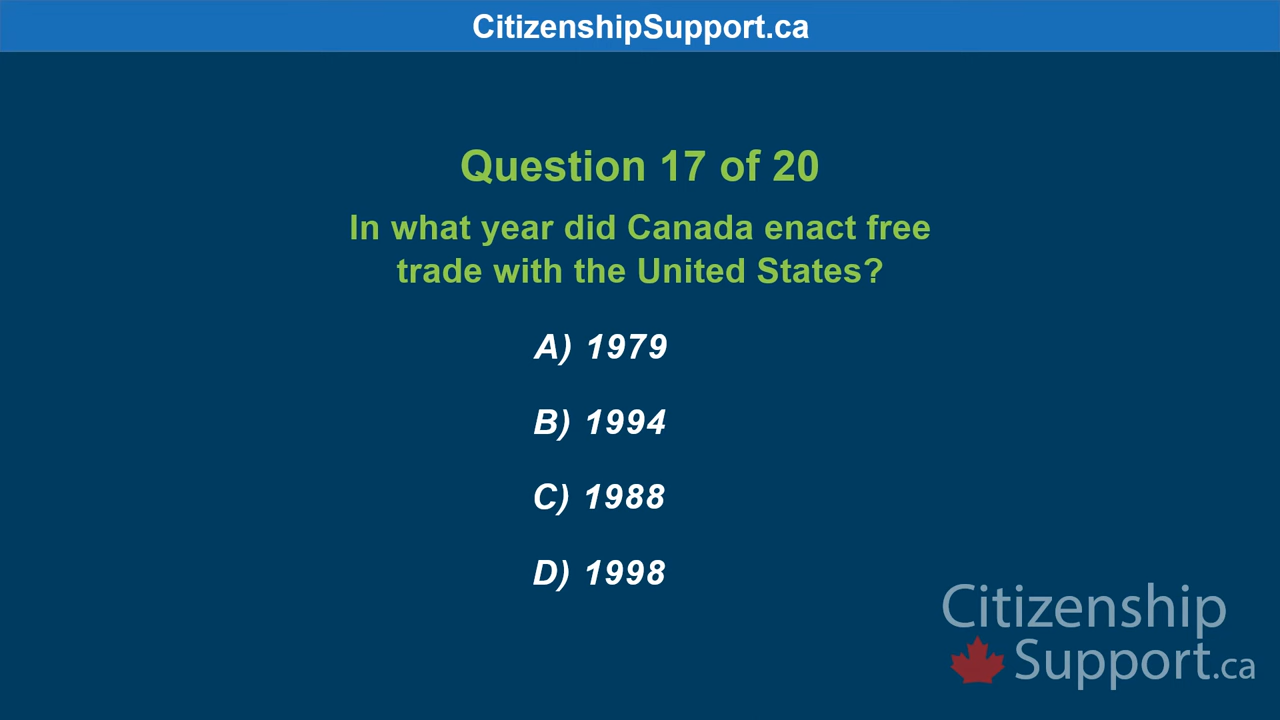 CitizenshipSupport.ca
Question 17 of 20
In what year did Canada enact free
trade with the United States?
A) 1979
B) 1994
C) 1988
D) 1998
Citizenship
Support.ca